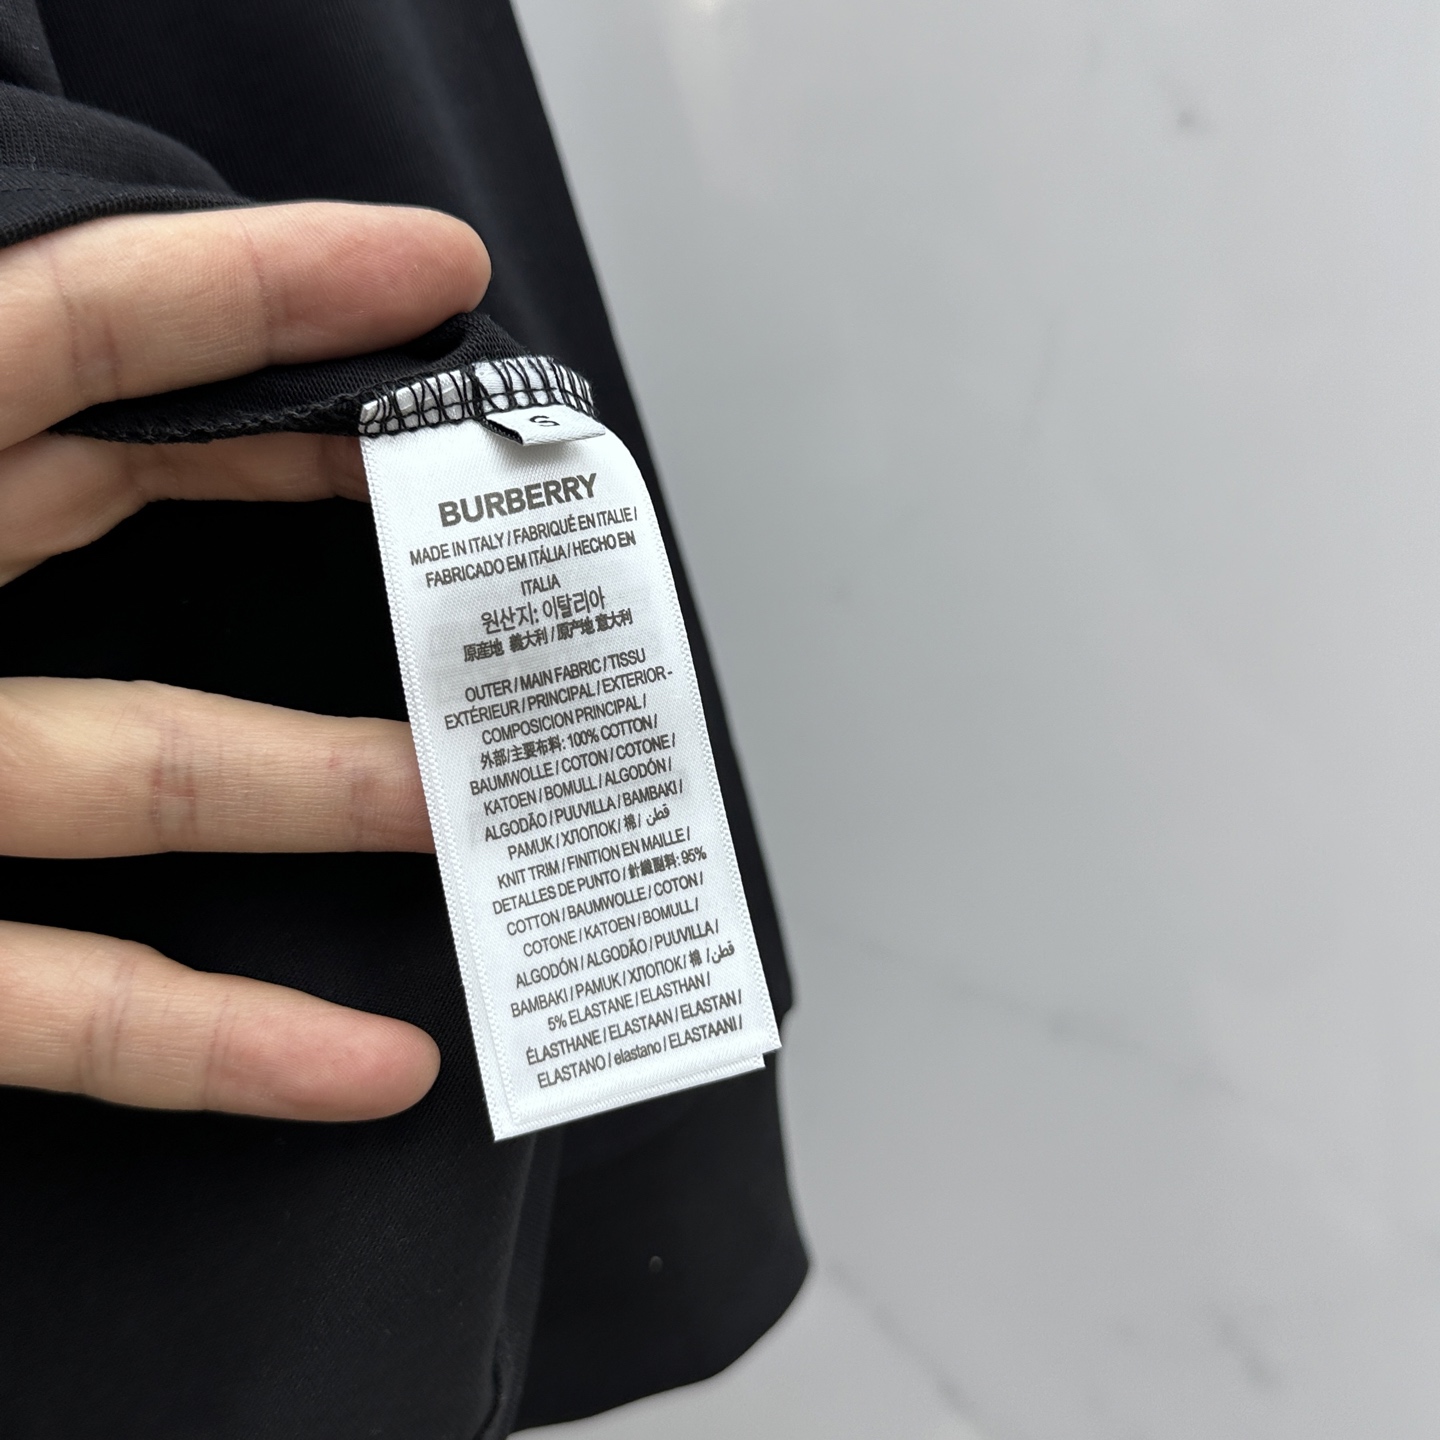 S
BURBERRY
MADE IN ITALY / FABRIQUÉ EN ITALIE /
FABRICADO EM ITÁLIA / HECHO EN
ITALIA
원산지: 이탈리아
原産地 義大利 / 原产地 意大利
OUTER / MAIN FABRIC / TISSU
EXTÉRIEUR / PRINCIPAL / EXTERIOR -
COMPOSICION PRINCIPAL /
外部/主要布料: 100% COTTON /
BAUMWOLLE / COTON / COTONE /
KATOEN / BOMULL / ALGODÓN /
ALGODÃO / PUUVILLA / BAMBAKI /
PAMUK / ХЛОПОК / 棉 / قطن
KNIT TRIM / FINITION EN MAILLE /
DETALLES DE PUNTO / 針織副料: 95%
COTTON / BAUMWOLLE / COTON /
COTONE / KATOEN / BOMULL /
ALGODÓN / ALGODÃO / PUUVILLA /
BAMBAKI / PAMUK / ХЛОПОК / 棉 / قطن
5% ELASTANE / ELASTHAN /
ÉLASTHANE / ELASTAAN / ELASTAN /
ELASTANO / elastano / ELASTAANI /